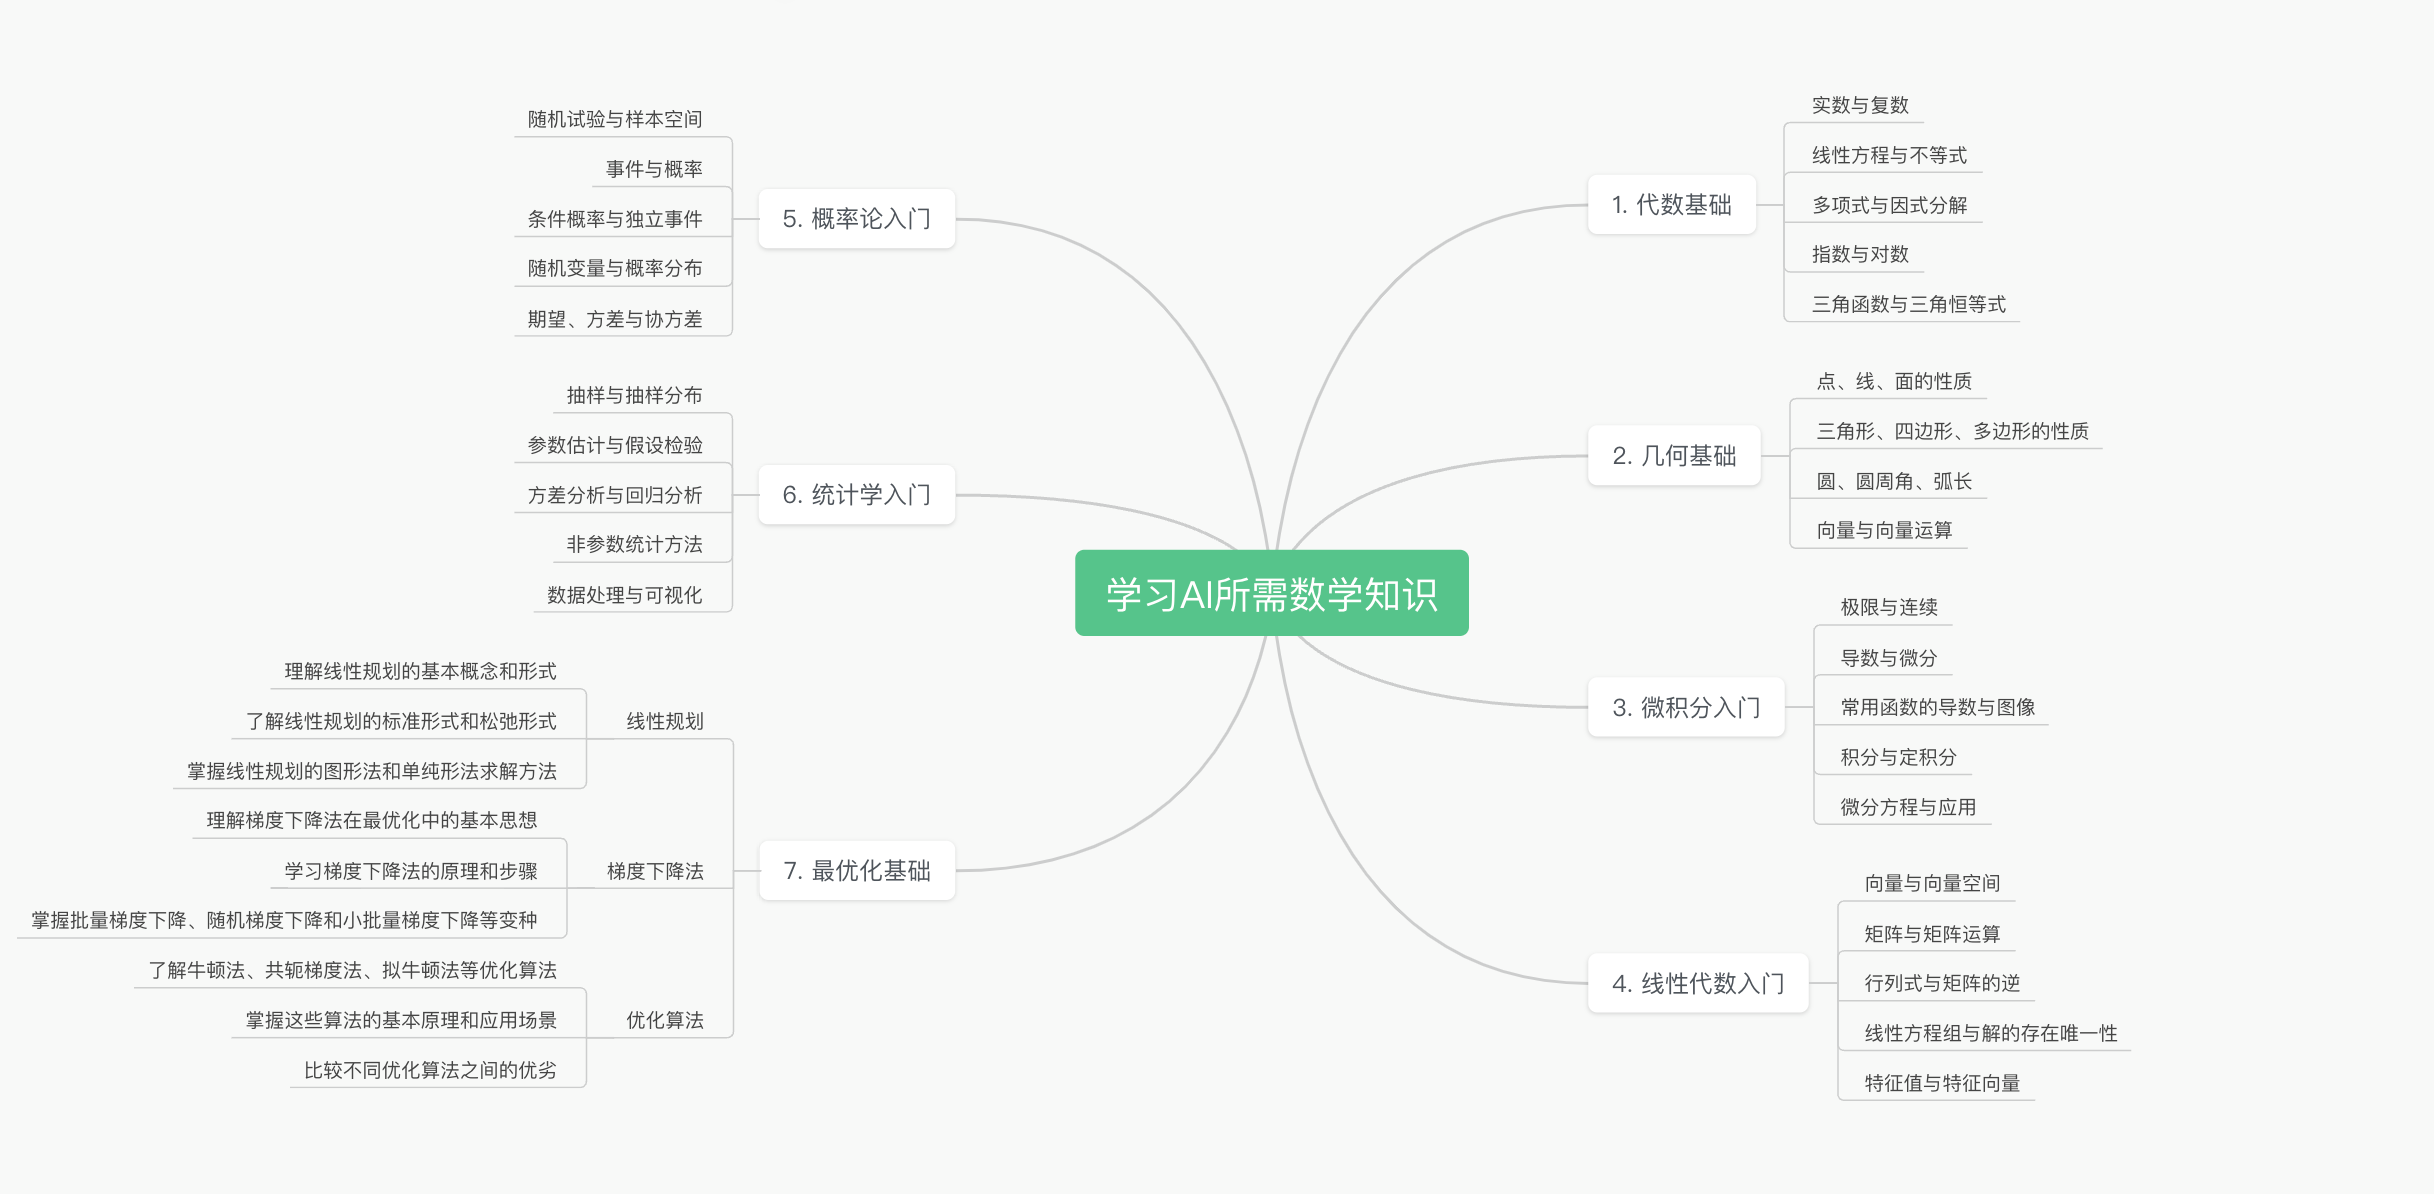 学习AI所需数学知识
1. 代数基础
实数与复数
线性方程与不等式
多项式与因式分解
指数与对数
三角函数与三角恒等式
2. 几何基础
点、线、面的性质
三角形、四边形、多边形的性质
圆、圆周角、弧长
向量与向量运算
3. 微积分入门
极限与连续
导数与微分
常用函数的导数与图像
积分与定积分
微分方程与应用
4. 线性代数入门
向量与向量空间
矩阵与矩阵运算
行列式与矩阵的逆
线性方程组与解的存在唯一性
特征值与特征向量
5. 概率论入门
随机试验与样本空间
事件与概率
条件概率与独立事件
随机变量与概率分布
期望、方差与协方差
6. 统计学入门
抽样与抽样分布
参数估计与假设检验
方差分析与回归分析
非参数统计方法
数据处理与可视化
7. 最优化基础
线性规划
理解线性规划的基本概念和形式
了解线性规划的标准形式和松弛形式
掌握线性规划的图形法和单纯形法求解方法
梯度下降法
理解梯度下降法在最优化中的基本思想
学习梯度下降法的原理和步骤
掌握批量梯度下降、随机梯度下降和小批量梯度下降等变种
优化算法
了解牛顿法、共轭梯度法、拟牛顿法等优化算法
掌握这些算法的基本原理和应用场景
比较不同优化算法之间的优劣